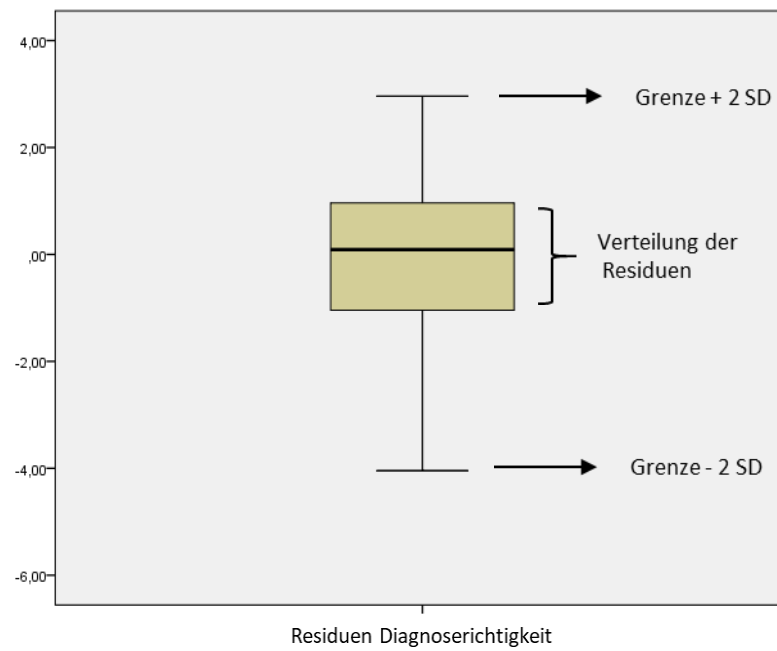 4,00
Grenze + 2 SD
2,00
Verteilung der
Residuen
,00
-2,00
-4,00
Grenze - 2 SD
-6,00
Residuen Diagnoserichtigkeit